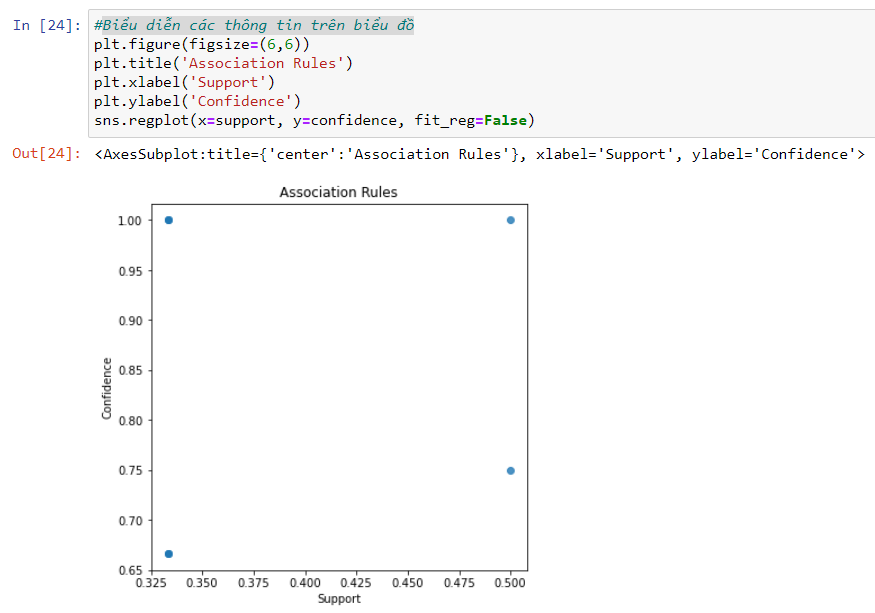 In [24]: #Biểu diễn các thông tin trên biểu đồ
plt.figure(figsize=(6,6))
plt.title('Association Rules')
plt.xlabel('Support')
plt.ylabel('Confidence')
sns.regplot(x=support, y=confidence, fit_reg=False)
Out[24]: <AxesSubplot:title={'center':'Association Rules'}, xlabel='Support', ylabel='Confidence'>
Association Rules
1.00
0.95
0.90
0.85
0.80
0.75
0.70
0.65
Confidence
0.325 0.350 0.375 0.400 0.425 0.450 0.475 0.500
Support